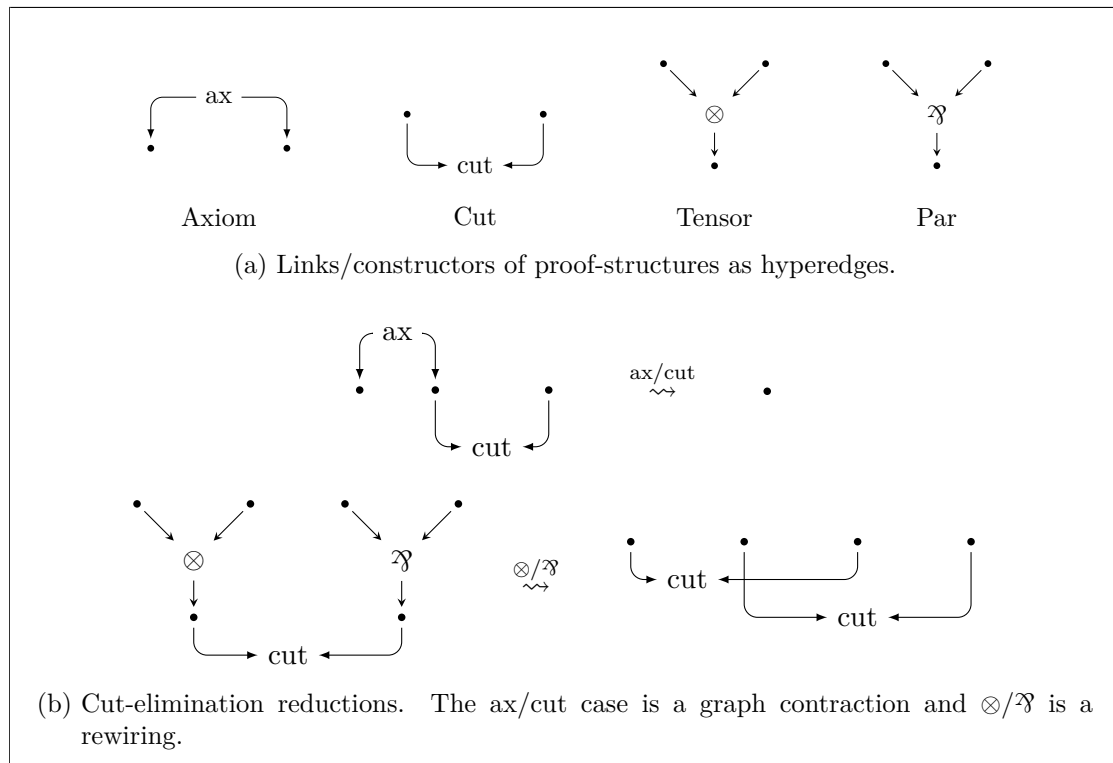 ax
cut
⊗
⅋
Axiom
Cut
Tensor
Par
(a) Links/constructors of proof-structures as hyperedges.
ax
cut
ax/cut
⊗
⅋
cut
⊗/⅋
cut
cut
(b) Cut-elimination reductions. The ax/cut case is a graph contraction and ⊗/⅋ is a
rewiring.